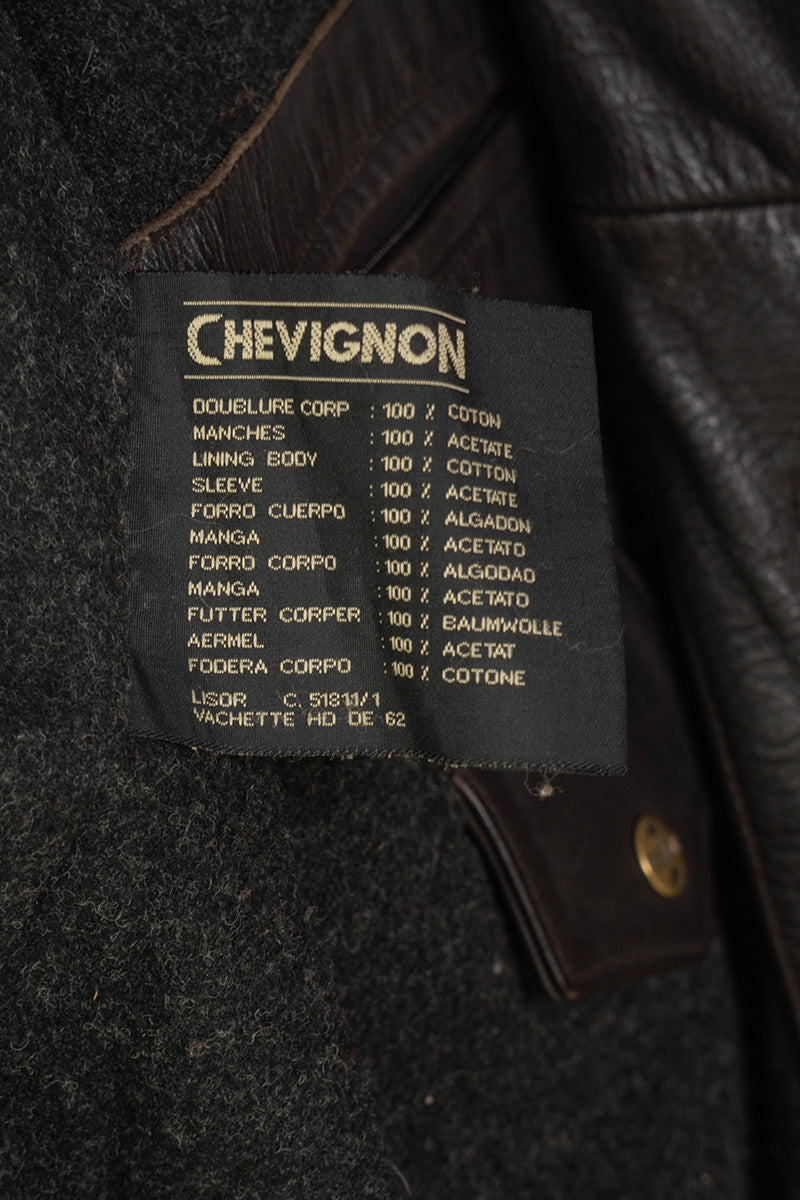 CHEVIGNON
DOUBLURE CORP : 100 % COTON
MANCHES : 100 % ACETATE
LINING BODY : 100 % COTTON
SLEEVE : 100 % ACETATE
FORRO CUERPO : 100 % ALGADON
MANGA : 100 % ACETATO
FORRO CORPO : 100 % ALGODAO
MANGA : 100 % ACETATO
FUTTER CORPER : 100 % BAUMWOLLE
AERMEL : 100 % ACETAT
FODERA CORPO : 100 % COTONE
LISOR C. 51811/1
VACHETTE HD DE 62